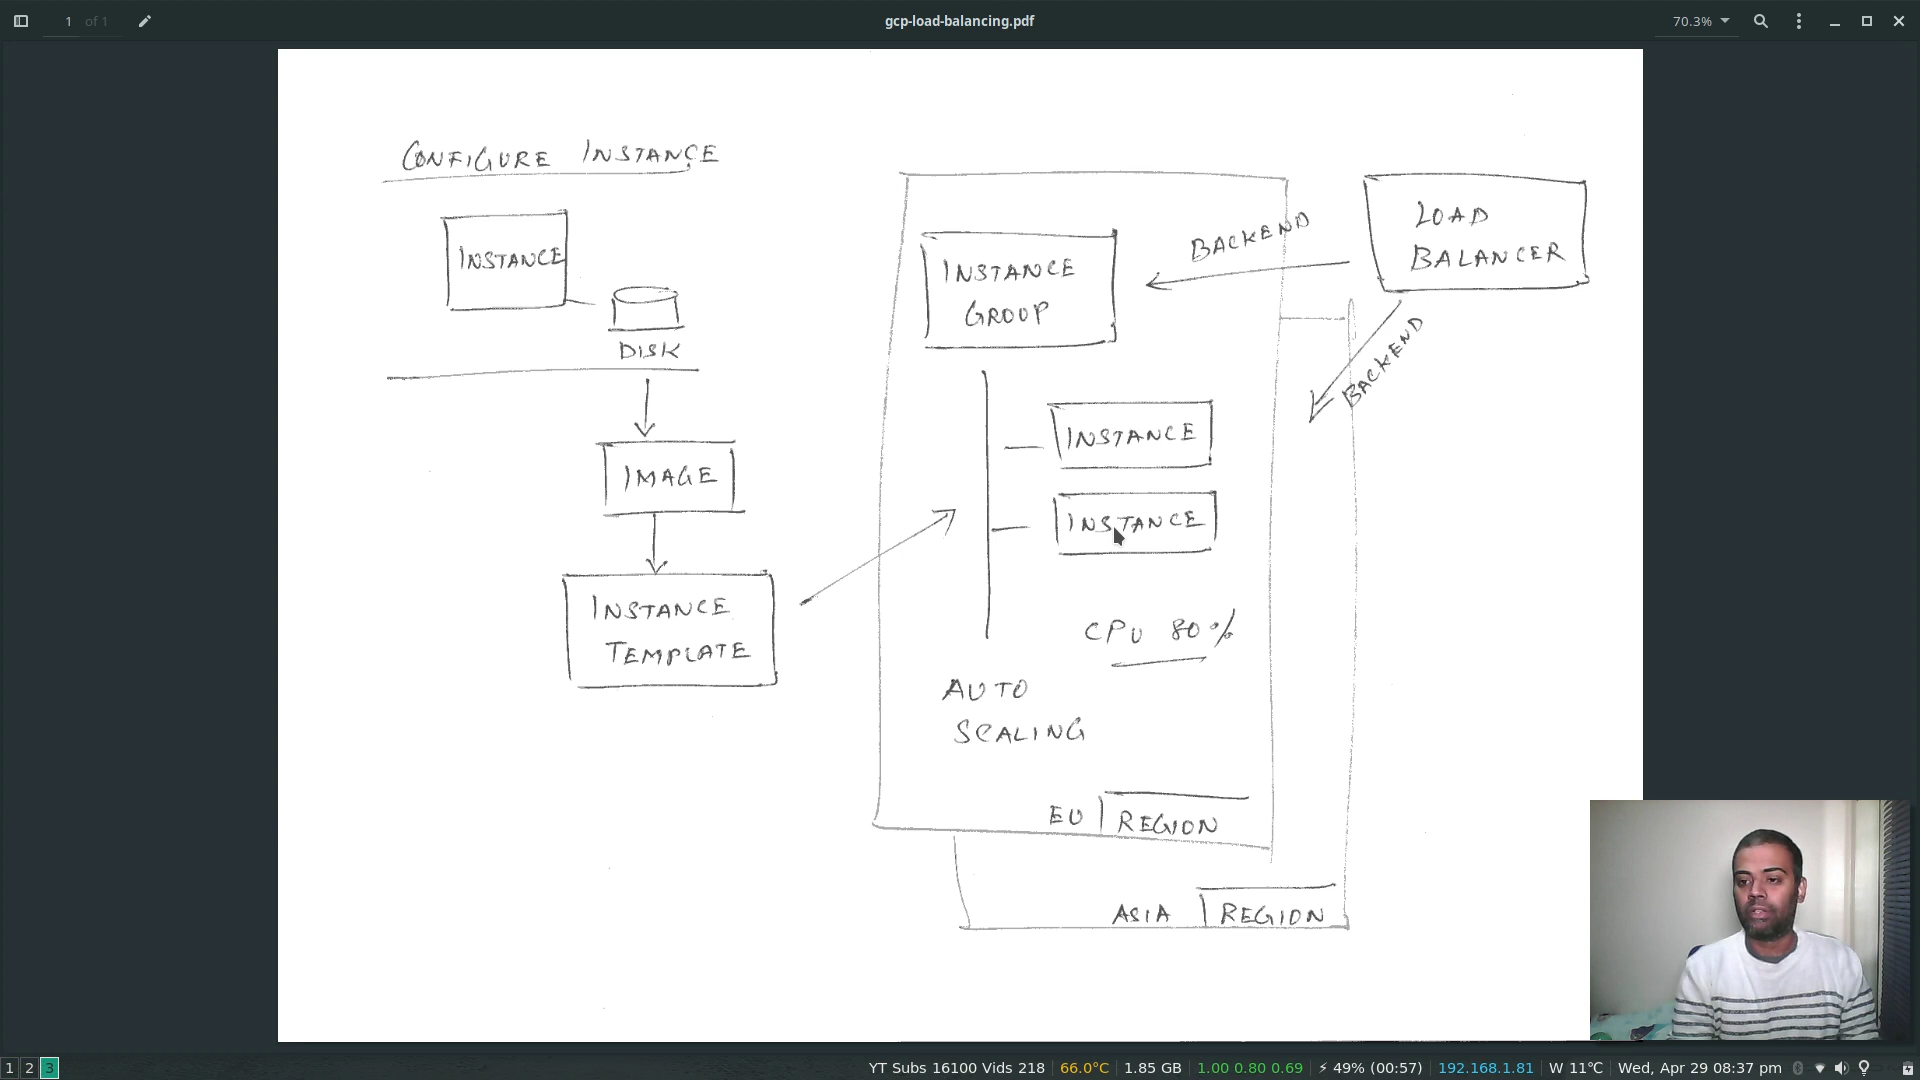 1 of 1
gcp-load-balancing.pdf
70.3%
CONFIGURE INSTANCE
INSTANCE
DISK
IMAGE
INSTANCE
TEMPLATE
INSTANCE
GROUP
BACKEND
LOAD
BALANCER
BACKEND
INSTANCE
INSTANCE
CPU 80%
AUTO
SCALING
EU REGION
ASIA REGION
1 2 3
YT Subs 16100 Vids 218 66.0°C 1.85 GB 1.00 0.80 0.69 ⚡ 49% (00:57) 192.168.1.81 W 11℃ Wed, Apr 29 08:37 pm